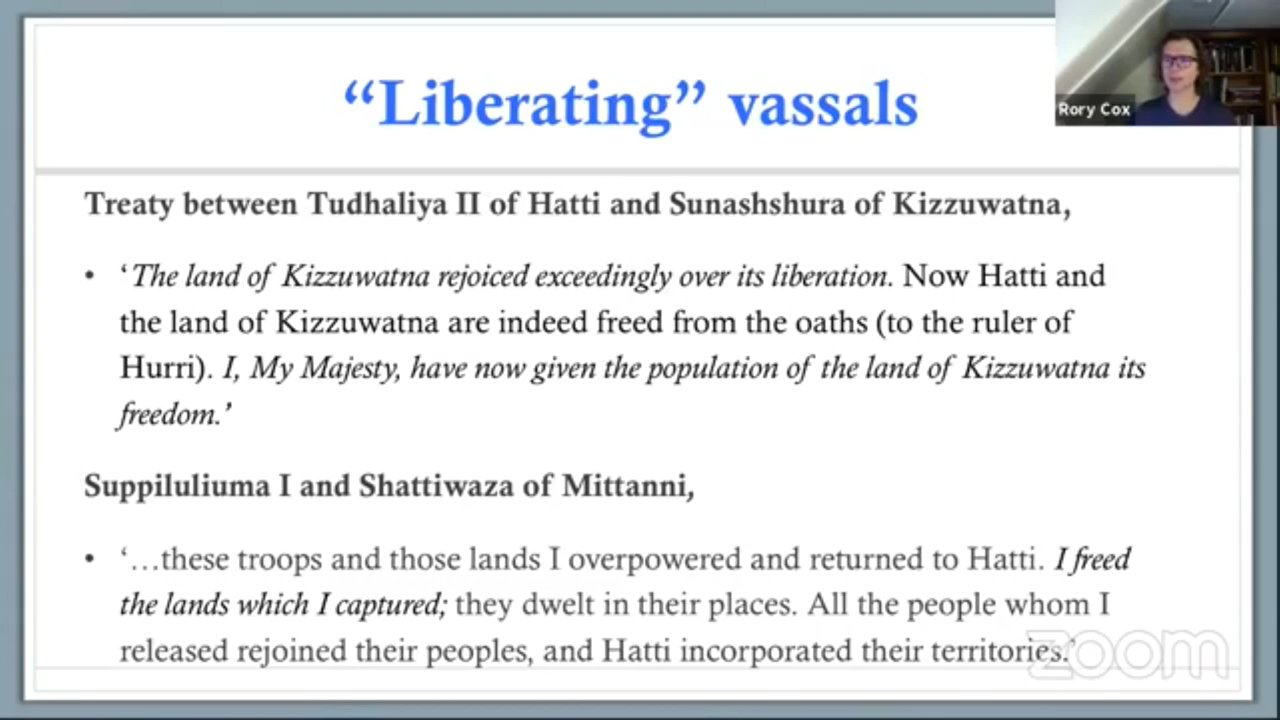 “Liberating” vassals
Rory Cox
Treaty between Tudhaliya II of Hatti and Sunashshura of Kizzuwatna,
• ‘The land of Kizzuwatna rejoiced exceedingly over its liberation. Now Hatti and
the land of Kizzuwatna are indeed freed from the oaths (to the ruler of
Hurri). I, My Majesty, have now given the population of the land of Kizzuwatna its
freedom.’
Suppiluliuma I and Shattiwaza of Mittanni,
• ‘…these troops and those lands I overpowered and returned to Hatti. I freed
the lands which I captured; they dwelt in their places. All the people whom I
released rejoined their peoples, and Hatti incorporated their territories.’
zoom